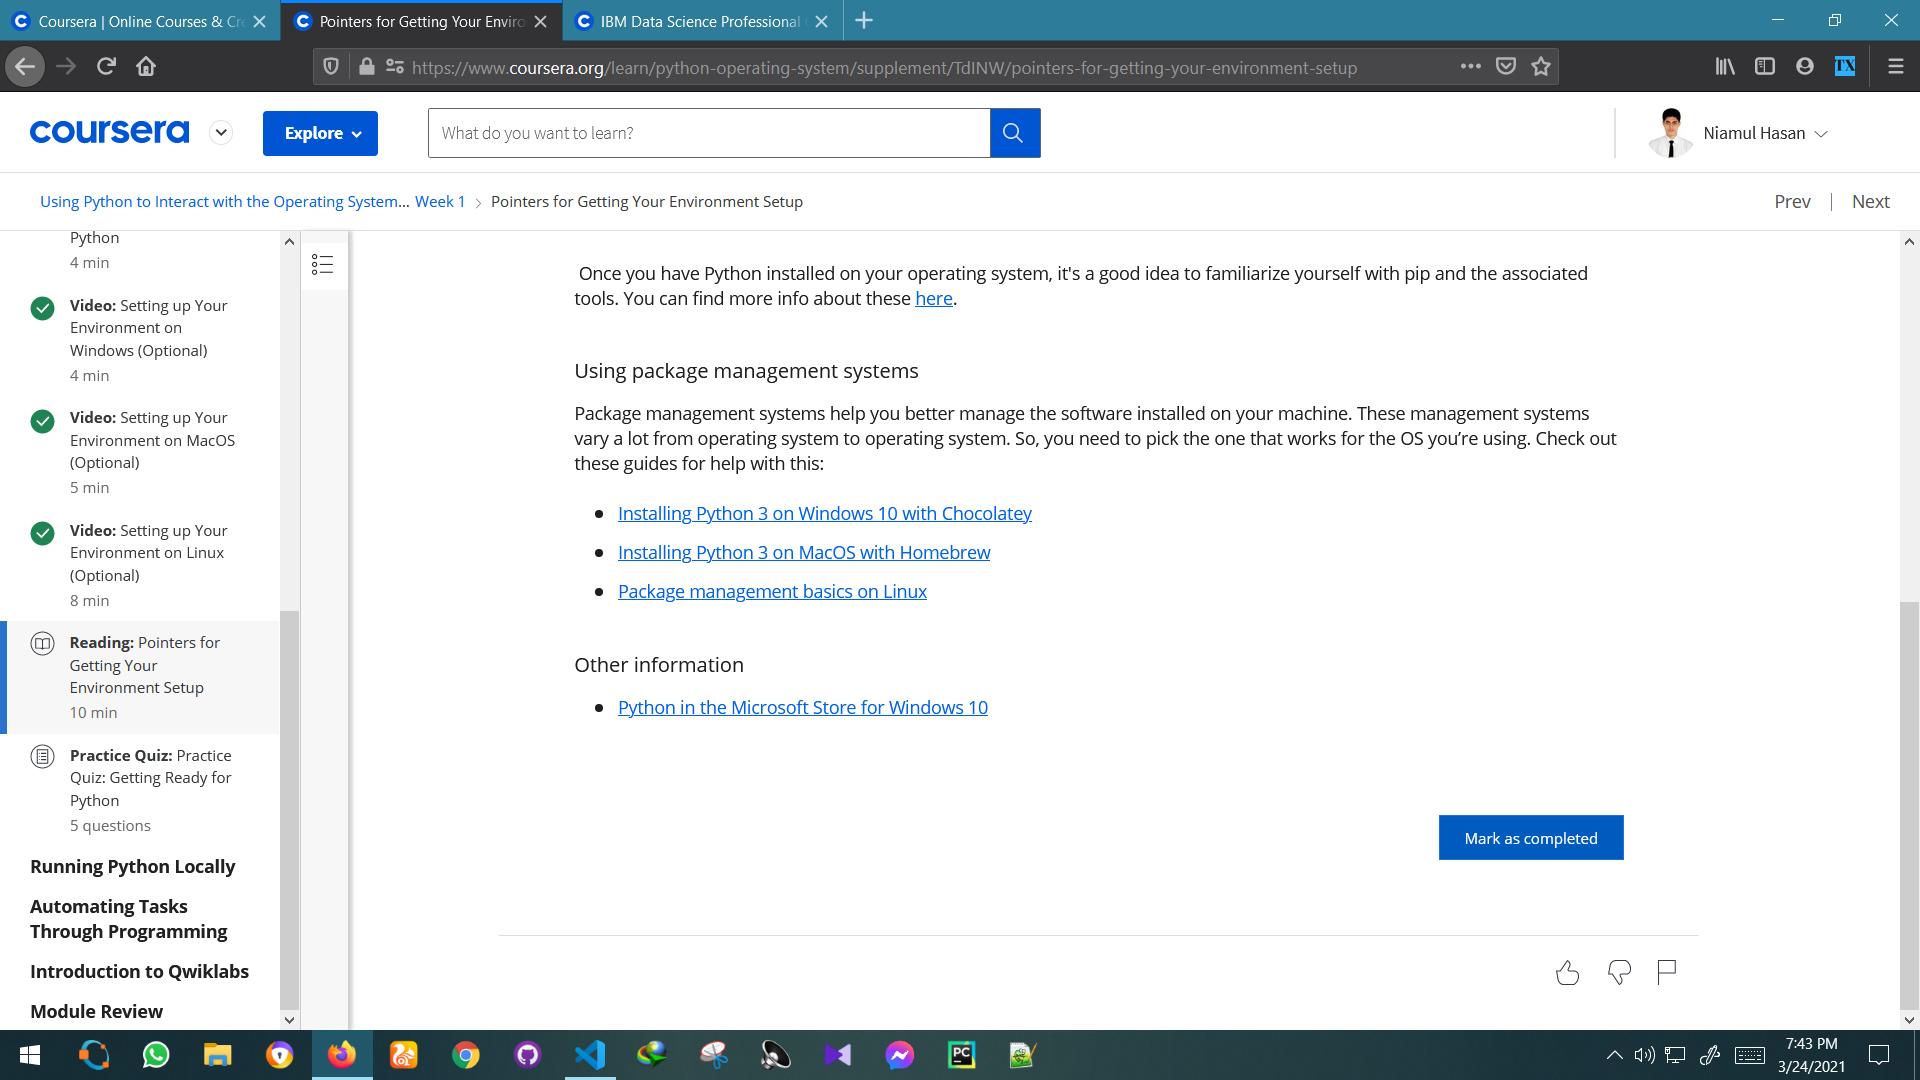 Coursera | Online Courses & Cre
Pointers for Getting Your Enviro
IBM Data Science Professional
https://www.coursera.org/learn/python-operating-system/supplement/TdINW/pointers-for-getting-your-environment-setup
TX
coursera
Explore
What do you want to learn?
Niamul Hasan
Using Python to Interact with the Operating System... Week 1 > Pointers for Getting Your Environment Setup
Prev | Next
Python
4 min
Video: Setting up Your
Environment on
Windows (Optional)
4 min
Video: Setting up Your
Environment on MacOS
(Optional)
5 min
Video: Setting up Your
Environment on Linux
(Optional)
8 min
Reading: Pointers for
Getting Your
Environment Setup
10 min
Practice Quiz: Practice
Quiz: Getting Ready for
Python
5 questions
Running Python Locally
Automating Tasks
Through Programming
Introduction to Qwiklabs
Module Review
Once you have Python installed on your operating system, it's a good idea to familiarize yourself with pip and the associated
tools. You can find more info about these here.
Using package management systems
Package management systems help you better manage the software installed on your machine. These management systems
vary a lot from operating system to operating system. So, you need to pick the one that works for the OS you’re using. Check out
these guides for help with this:
Installing Python 3 on Windows 10 with Chocolatey
Installing Python 3 on MacOS with Homebrew
Package management basics on Linux
Other information
Python in the Microsoft Store for Windows 10
Mark as completed
PC
7:43 PM
3/24/2021